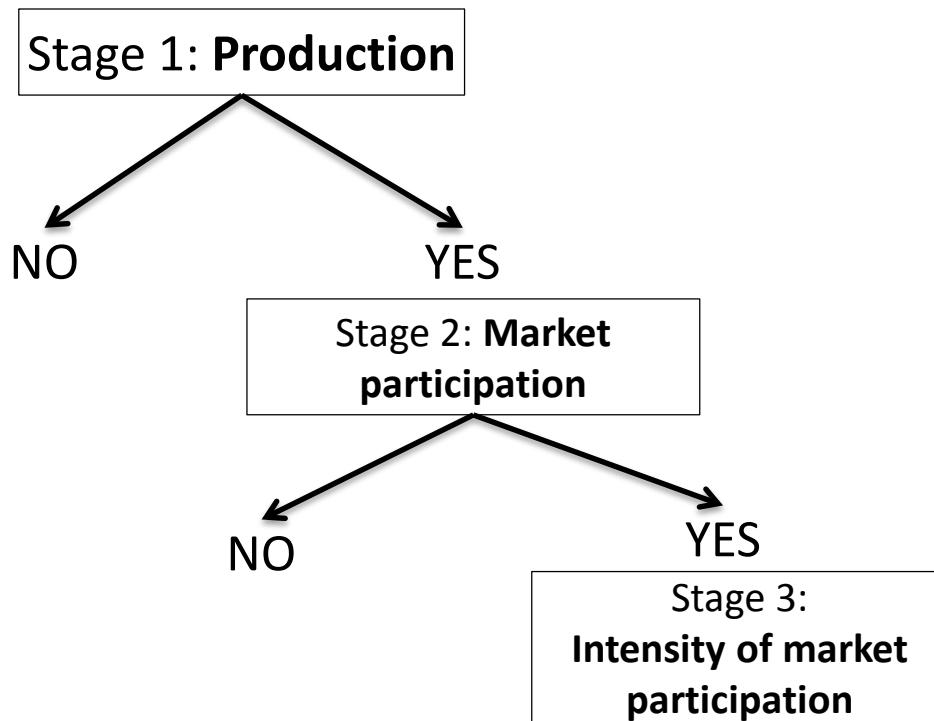 Stage 1: Production
NO
YES
Stage 2: Market
participation
NO
YES
Stage 3:
Intensity of market
participation